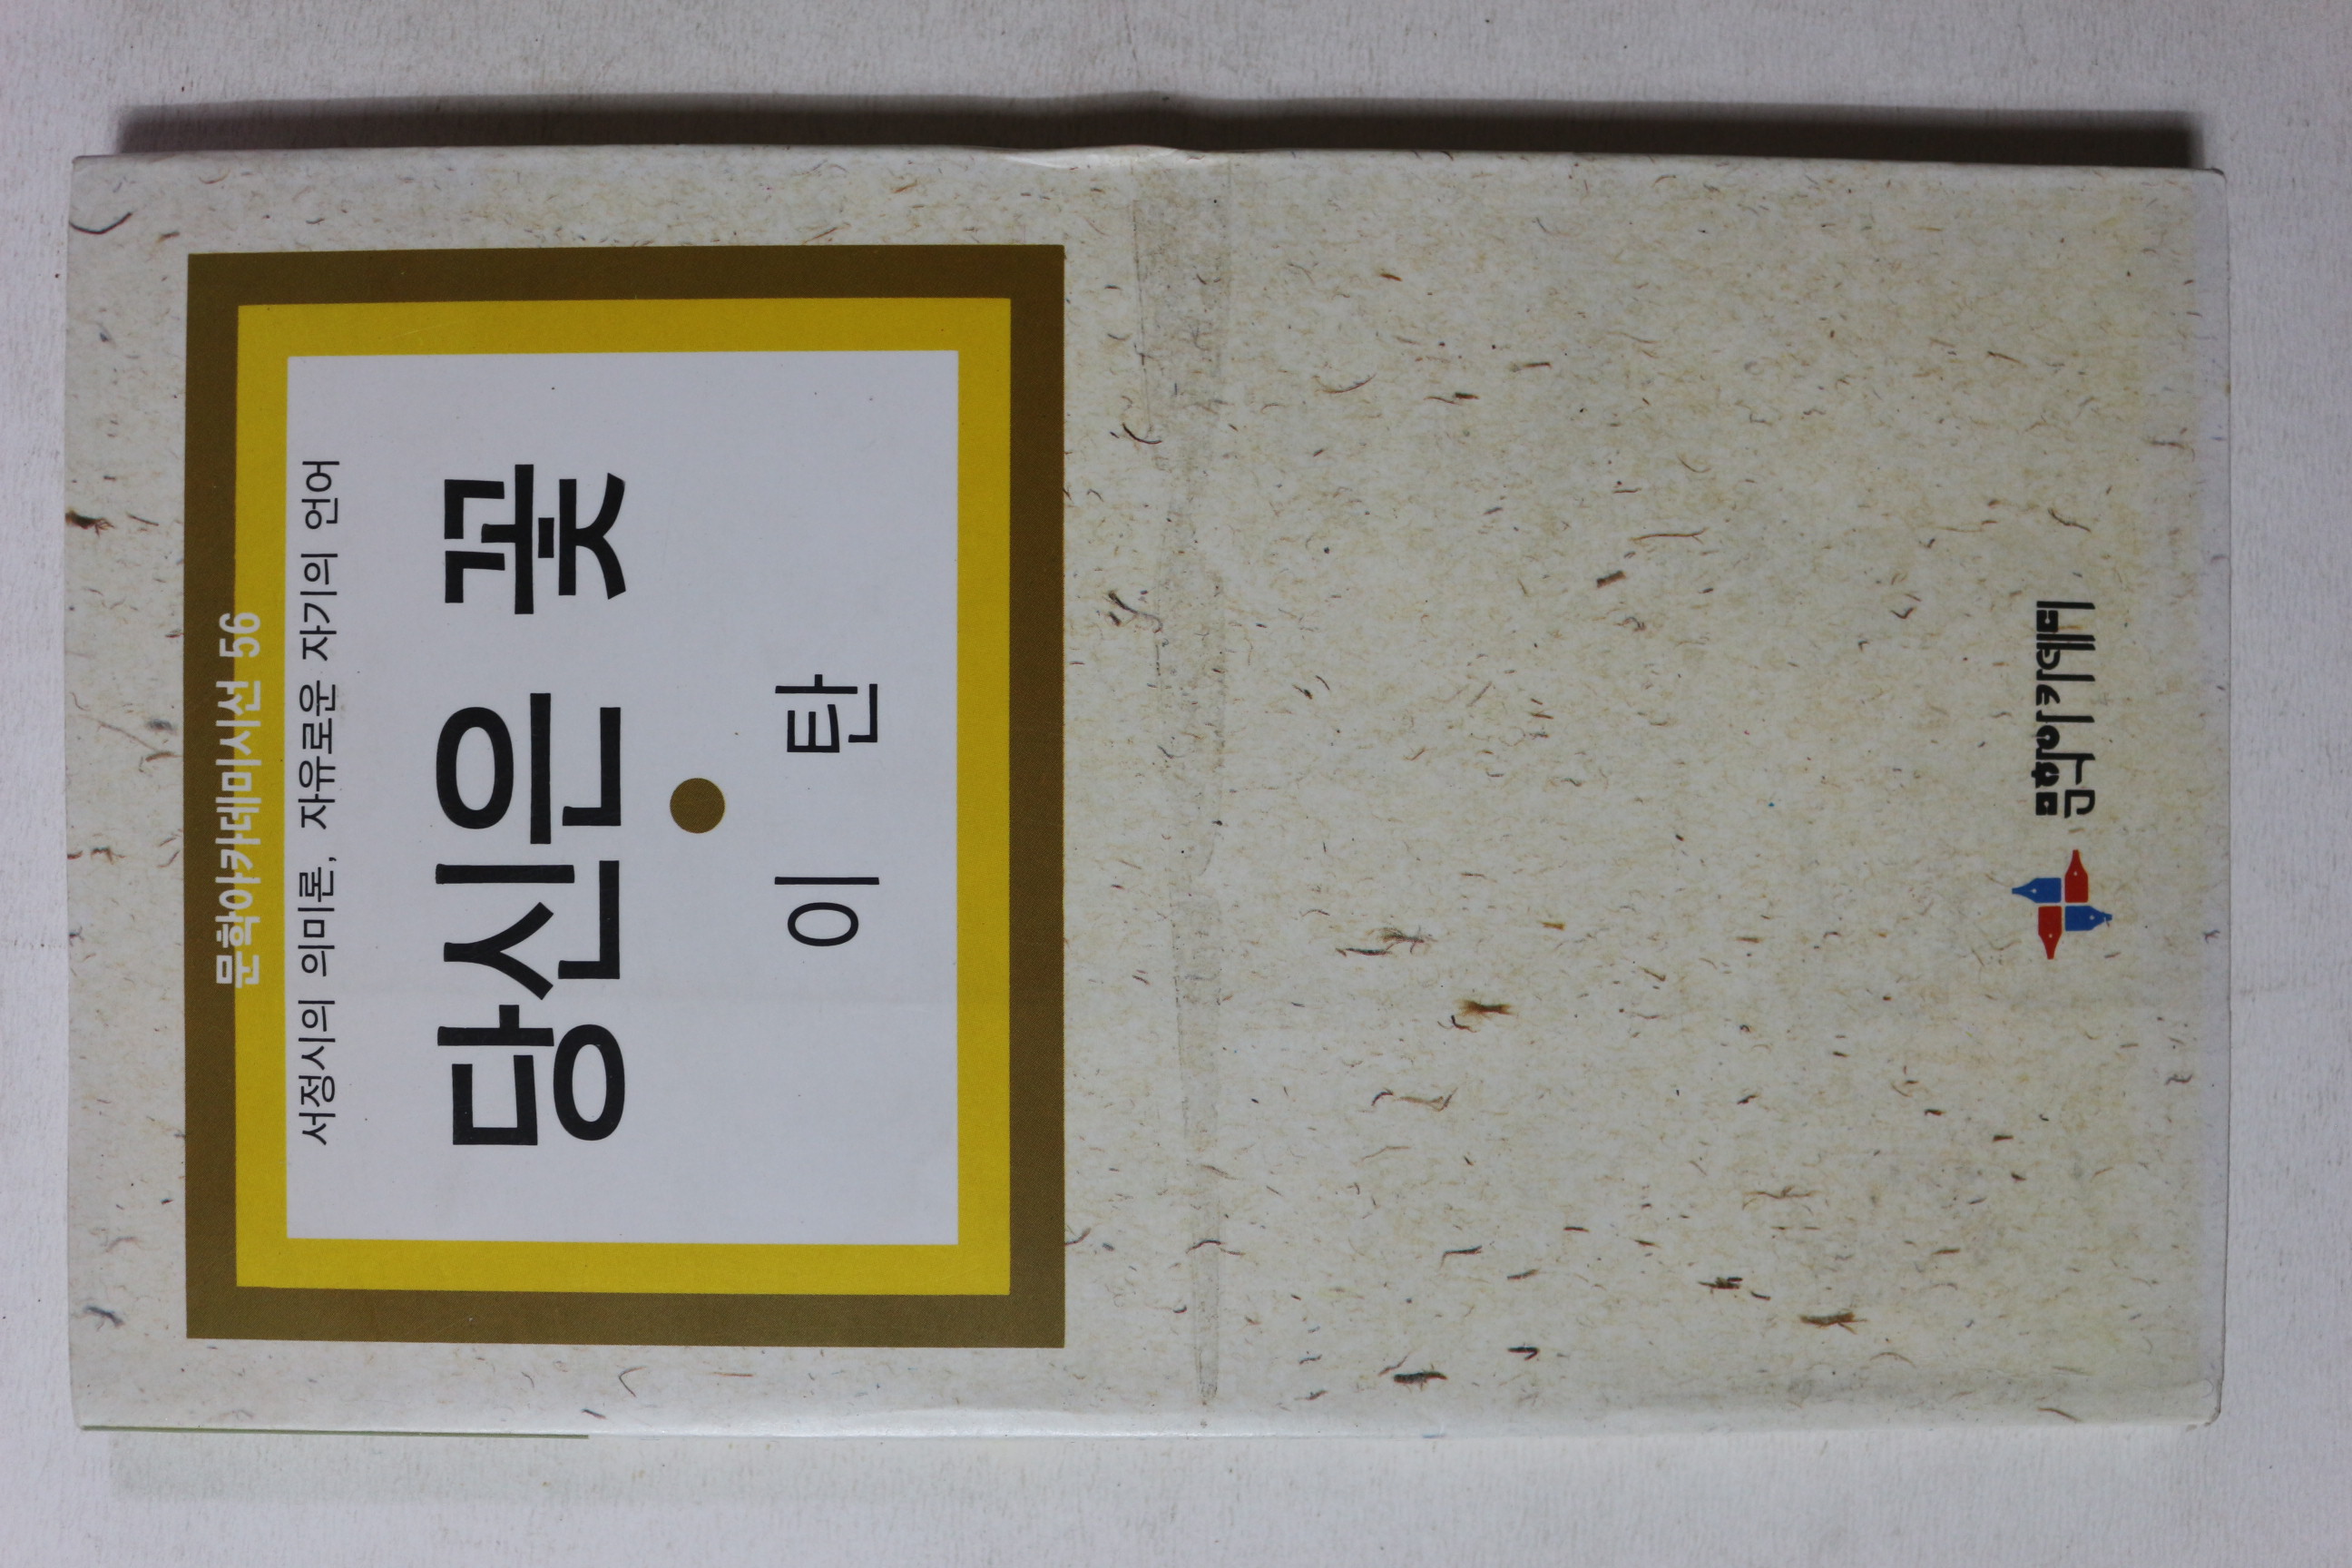 문학아카데미시선 56
서정시의 의미론, 자유로운 자기의 언어
당신은 꽃
이 탄
문학아카데미